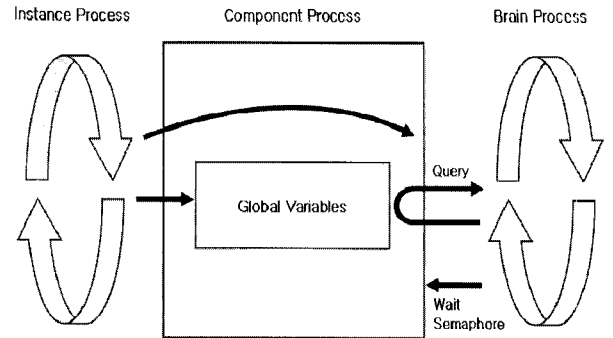 Instance Process
Component Process
Brain Process
Query
Global Variables
Wait
Semaphore